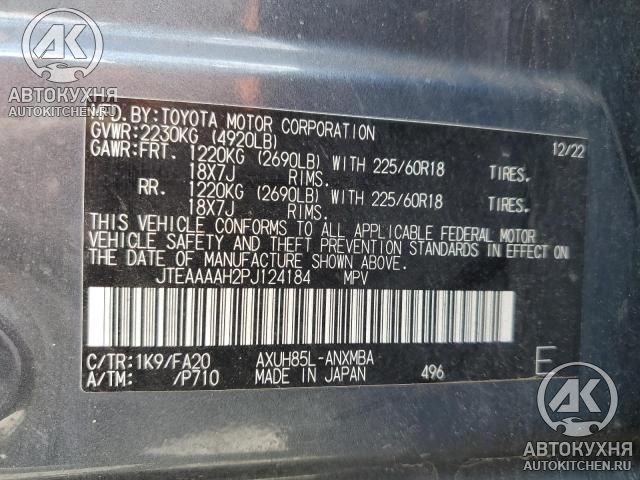 AK
АВТОКУХНЯ
AUTOKITCHEN.RU
MFD. BY: TOYOTA MOTOR CORPORATION
GVWR: 2230KG (4920LB) 12/22
GAWR: FRT. 1220KG (2690LB) WITH 225/60R18 TIRES.
18X7J RIMS.
RR. 1220KG (2690LB) WITH 225/60R18 TIRES.
18X7J RIMS.
THIS VEHICLE CONFORMS TO ALL APPLICABLE FEDERAL MOTOR
VEHICLE SAFETY AND THEFT PREVENTION STANDARDS IN EFFECT ON
THE DATE OF MANUFACTURE SHOWN ABOVE.
JTEAAAAH2PJ124184 MPV
C/TR: 1K9/FA20 AXUH85L-ANXMBA E
A/TM: /P710 MADE IN JAPAN 496
AK
АВТОКУХНЯ
AUTOKITCHEN.RU